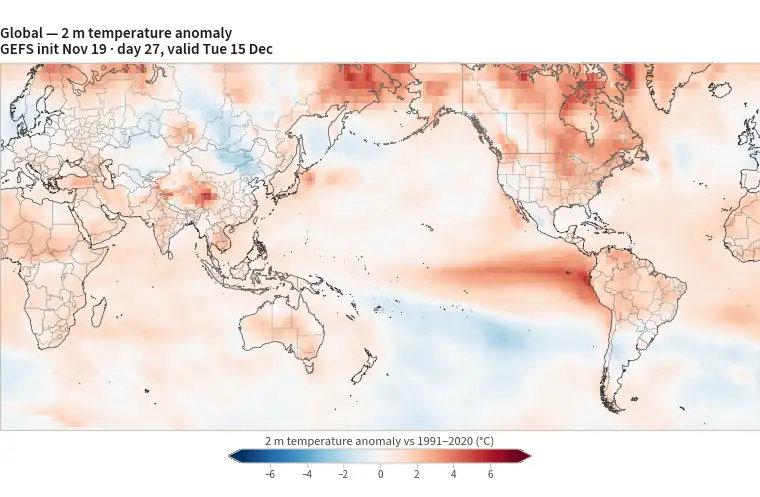 Global — 2 m temperature anomaly
GEFS init Nov 19 · day 27, valid Tue 15 Dec
2 m temperature anomaly vs 1991–2020 (°C)
−6 −4 −2 0 2 4 6